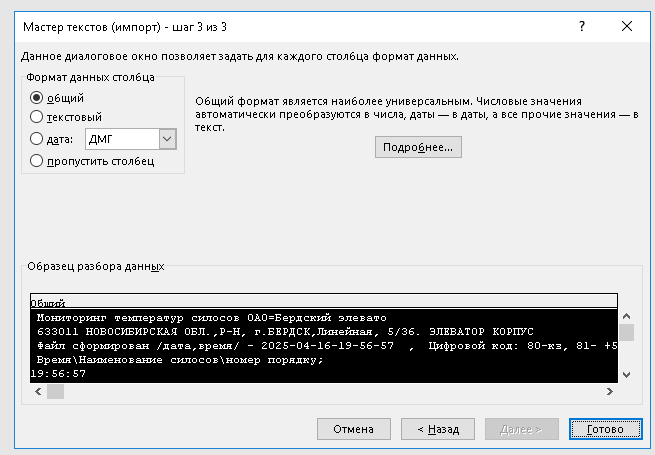 Мастер текстов (импорт) - шаг 3 из 3
Данное диалоговое окно позволяет задать для каждого столбца формат данных.
Формат данных столбца
общий
текстовый
дата: ДМГ
пропустить столбец
Общий формат является наиболее универсальным. Числовые значения
автоматически преобразуются в числа, даты — в даты, а все прочие значения — в
текст.
Подробнее...
Образец разбора данных
Общий
Мониторинг температур силосов ОАО=Бердский элевато
633011 НОВОСИБИРСКАЯ ОБЛ.,Р-Н, г.БЕРДСК,Линейная, 5/36. ЭЛЕВАТОР КОРПУС
Файл сформирован /дата,время/ - 2025-04-16-19-56-57 , Цифровой код: 80-кз, 81- +5
Время\Наименование силосов\номер порядку;
19:56:57
Отмена
< Назад
Далее >
Готово